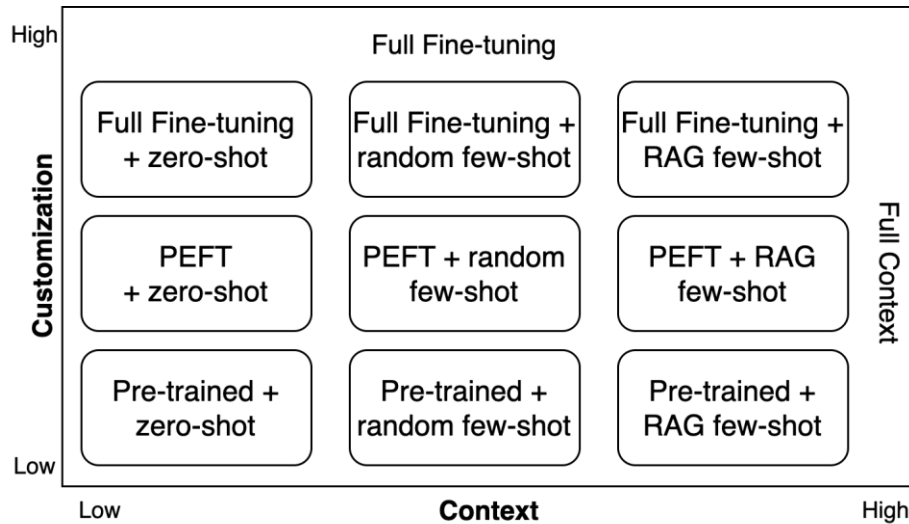 High
Full Fine-tuning
Full Fine-tuning
+ zero-shot
Full Fine-tuning +
random few-shot
Full Fine-tuning +
RAG few-shot
Customization
PEFT
+ zero-shot
PEFT + random
few-shot
PEFT + RAG
few-shot
Full Context
Pre-trained +
zero-shot
Pre-trained +
random few-shot
Pre-trained +
RAG few-shot
Low
Low
Context
High